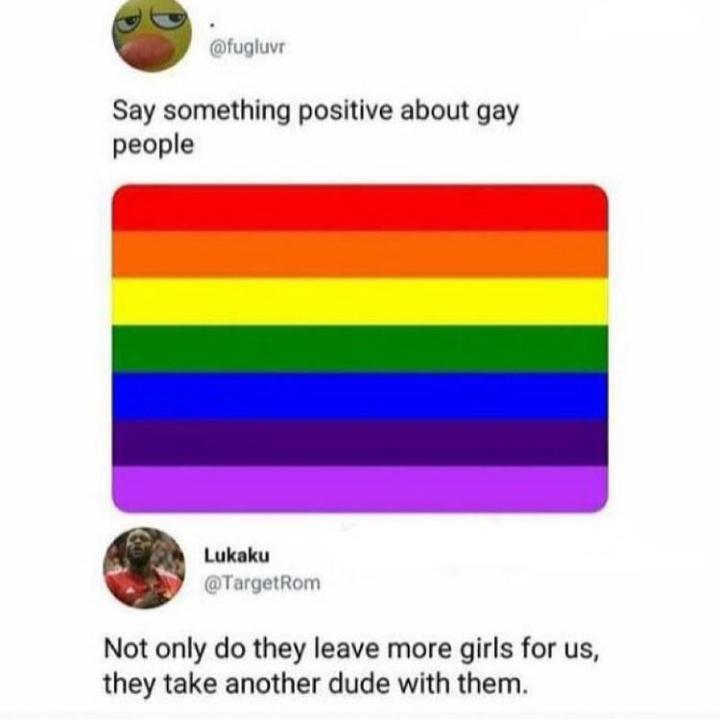 .
@fugluvr
Say something positive about gay
people
Lukaku
@TargetRom
Not only do they leave more girls for us,
they take another dude with them.